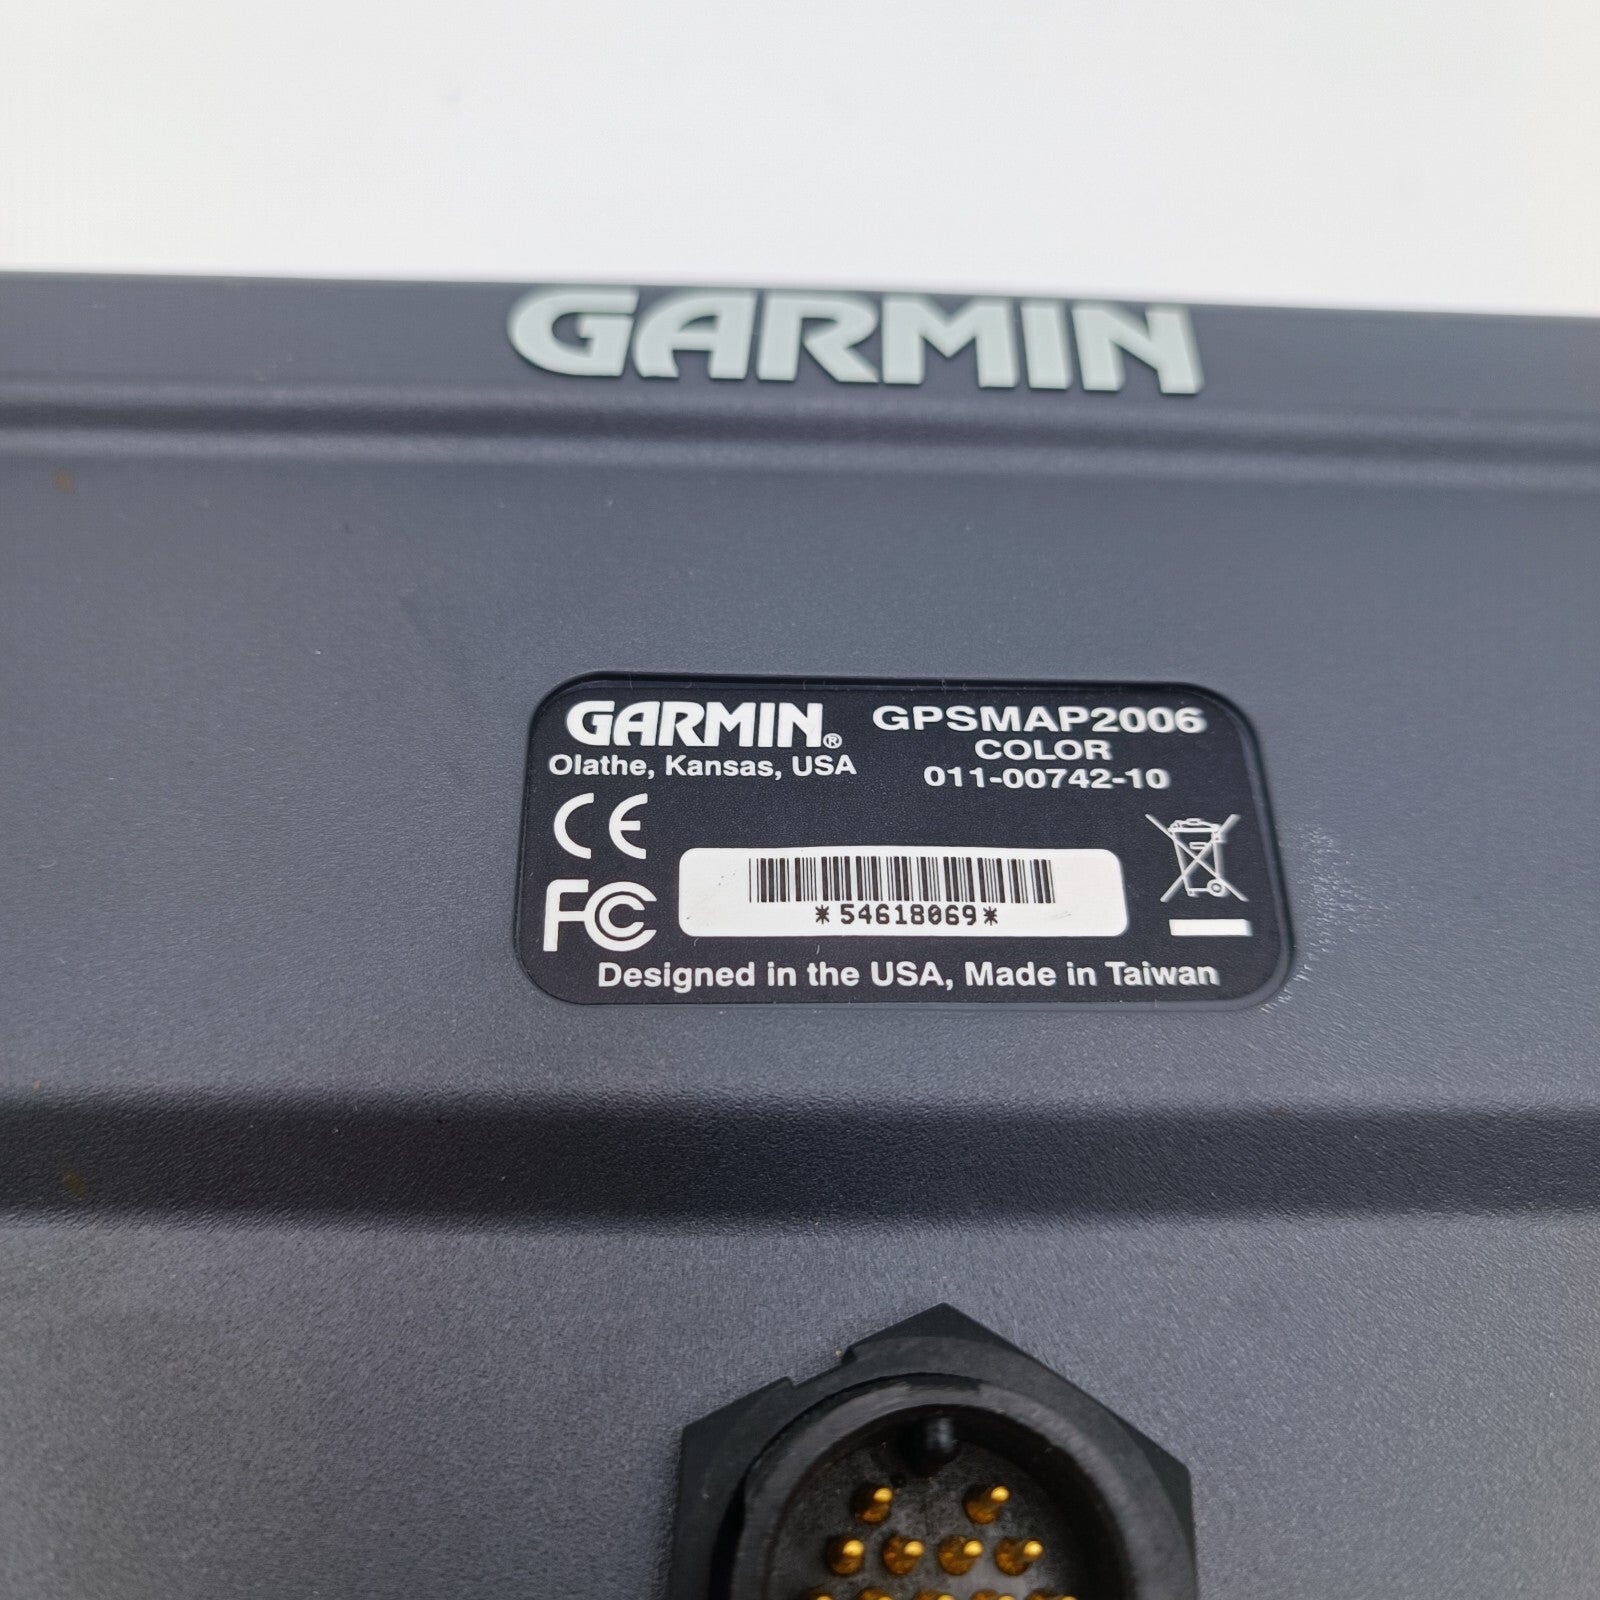 GARMIN
GARMIN® GPSMAP2006
Olathe, Kansas, USA COLOR
011-00742-10
CE
FC
*54618069*
Designed in the USA, Made in Taiwan